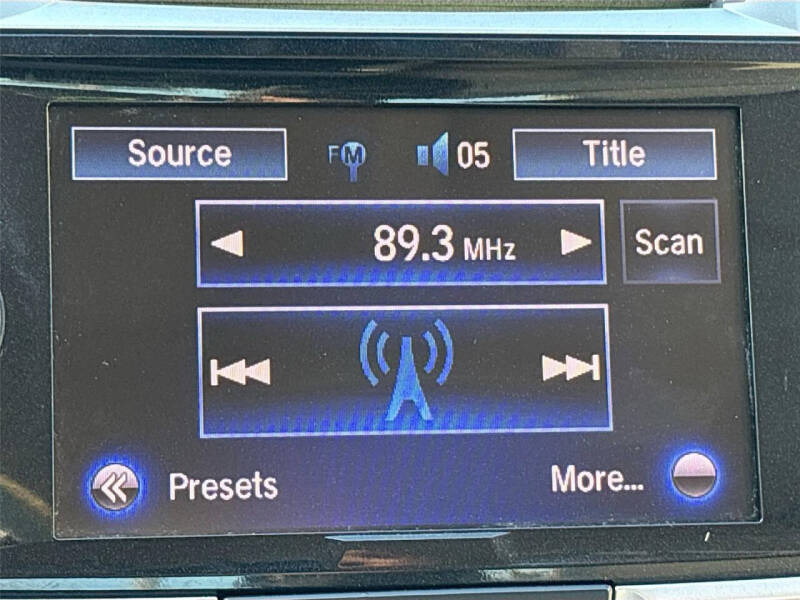 Source FM 05 Title
89.3 MHz Scan
Presets More...